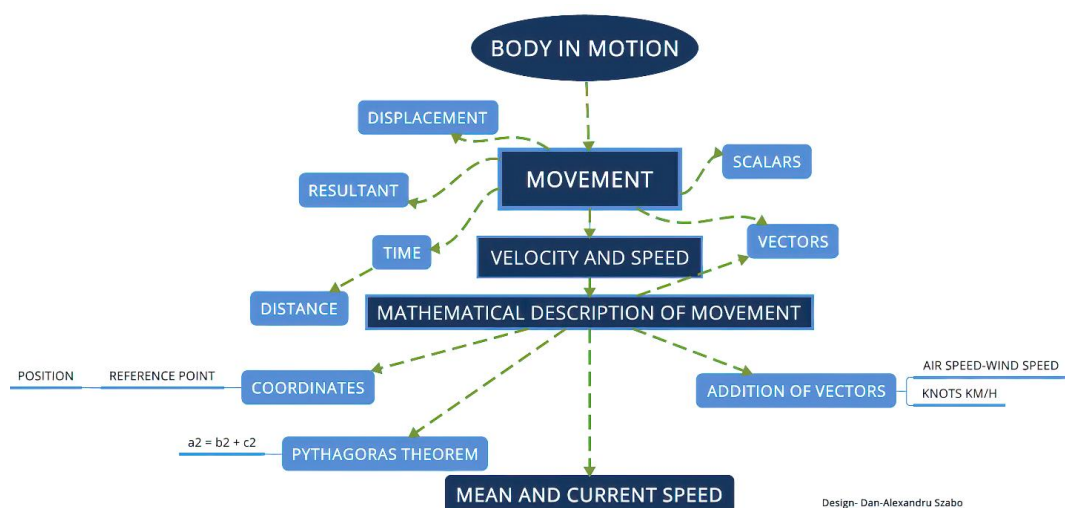 BODY IN MOTION
DISPLACEMENT
SCALARS
MOVEMENT
RESULTANT
VECTORS
TIME
VELOCITY AND SPEED
DISTANCE
MATHEMATICAL DESCRIPTION OF MOVEMENT
POSITION
REFERENCE POINT
COORDINATES
ADDITION OF VECTORS
AIR SPEED-WIND SPEED
KNOTS KM/H
a2 = b2 + c2
PYTHAGORAS THEOREM
MEAN AND CURRENT SPEED
Design- Dan-Alexandru Szabo